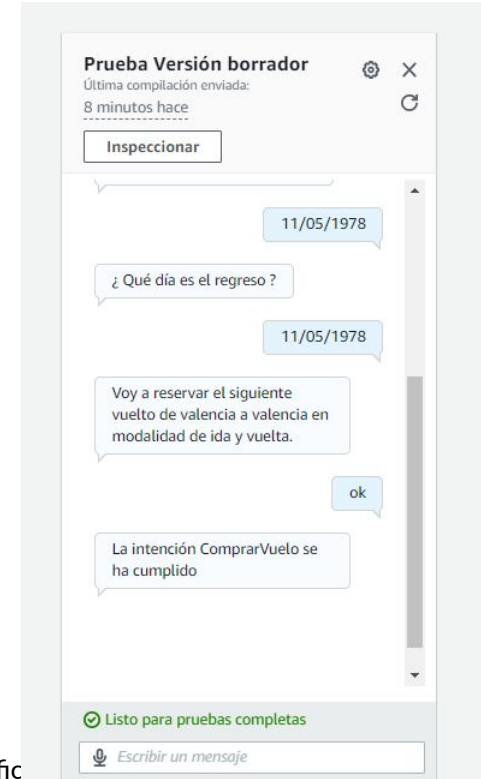 Prueba Versión borrador
Última compilación enviada:
8 minutos hace
Inspeccionar
11/05/1978
¿ Qué día es el regreso ?
11/05/1978
Voy a reservar el siguiente
vuelto de valencia a valencia en
modalidad de ida y vuelta.
ok
La intención ComprarVuelo se
ha cumplido
Listo para pruebas completas
Escribir un mensaje